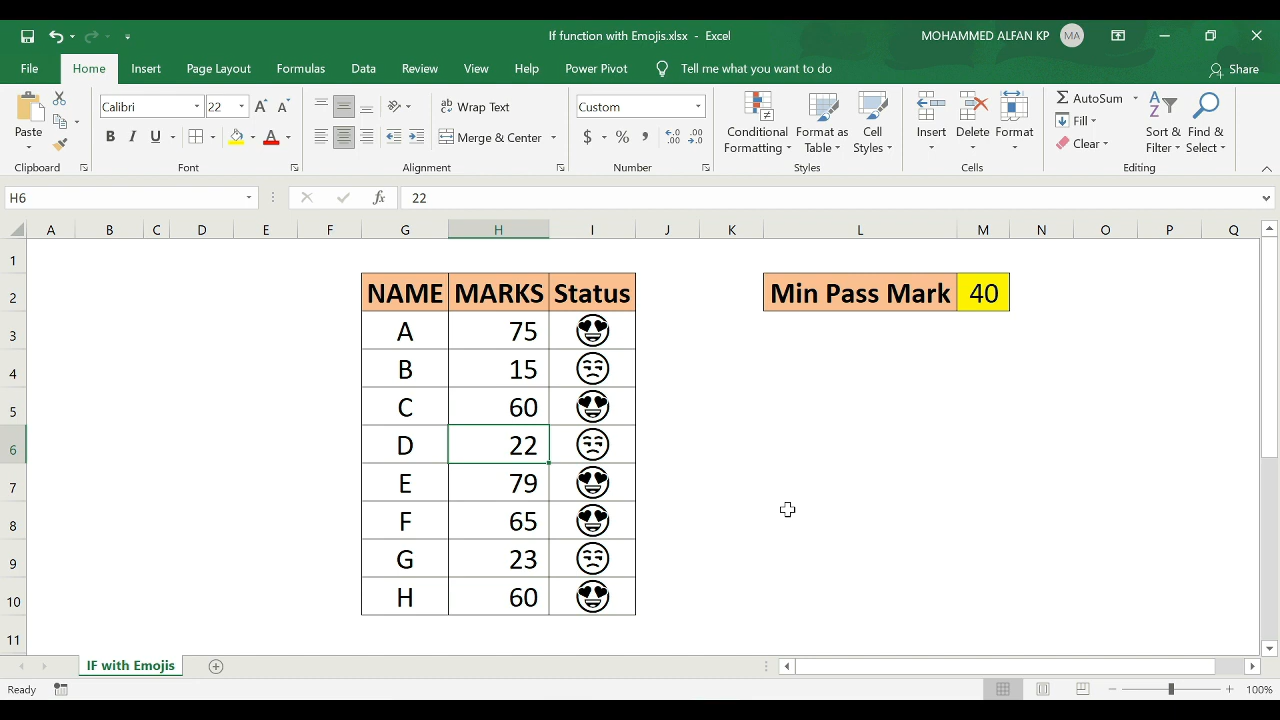 If function with Emojis.xlsx - Excel
MOHAMMED ALFAN KP MA
File Home Insert Page Layout Formulas Data Review View Help Power Pivot Tell me what you want to do Share
Calibri 22 A A ab Wrap Text Custom AutoSum
Paste B I U A Merge & Center $ % , Conditional Formatting Format as Table Cell Styles Insert Delete Format Fill Clear Sort & Filter Find & Select
Clipboard Font Alignment Number Styles Cells Editing
H6 fx 22
A B C D E F G H I J K L M N O P Q
1
2 NAME MARKS Status Min Pass Mark 40
3 A 75 😍
4 B 15 😒
5 C 60 😍
6 D 22 😒
7 E 79 😍
8 F 65 😍
9 G 23 😒
10 H 60 😍
11
IF with Emojis
Ready 100%